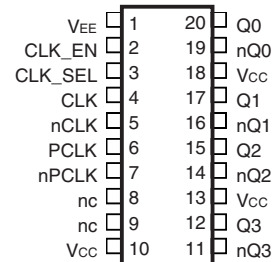 VEE 1 20 Q0
CLK_EN 2 19 nQ0
CLK_SEL 3 18 VCC
CLK 4 17 Q1
nCLK 5 16 nQ1
PCLK 6 15 Q2
nPCLK 7 14 nQ2
nc 8 13 VCC
nc 9 12 Q3
VCC 10 11 nQ3